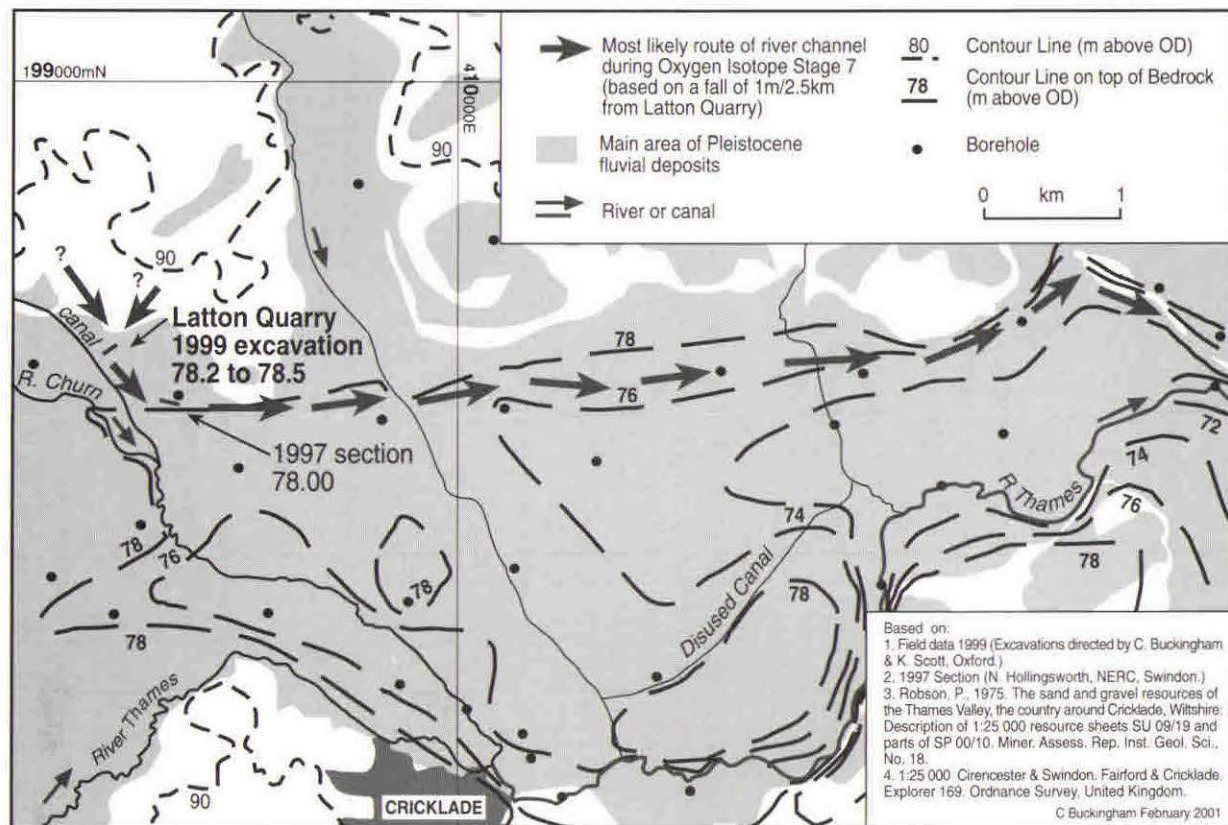 199000mN
410000E
Most likely route of river channel
during Oxygen Isotope Stage 7
(based on a fall of 1m/2.5km
from Latton Quarry)
Main area of Pleistocene
fluvial deposits
River or canal
80
Contour Line (m above OD)
78
Contour Line on top of Bedrock
(m above OD)
Borehole
0 km 1
90
?
?
90
canal
R. Churn
Latton Quarry
1999 excavation
78.2 to 78.5
1997 section
78.00
78
76
72
74
76
78
R. Thames
74
78
Disused Canal
78
76
78
78
River Thames
90
CRICKLADE
Based on:
1. Field data 1999 (Excavations directed by C. Buckingham
& K. Scott, Oxford.)
2. 1997 Section (N. Hollingsworth, NERC, Swindon.)
3. Robson, P., 1975. The sand and gravel resources of
the Thames Valley, the country around Cricklade, Wiltshire:
Description of 1:25 000 resource sheets SU 09/19 and
parts of SP 00/10. Miner. Assess. Rep. Inst. Geol. Sci.,
No. 18.
4. 1:25 000 Cirencester & Swindon. Fairford & Cricklade.
Explorer 169. Ordnance Survey, United Kingdom.
C Buckingham February 2001